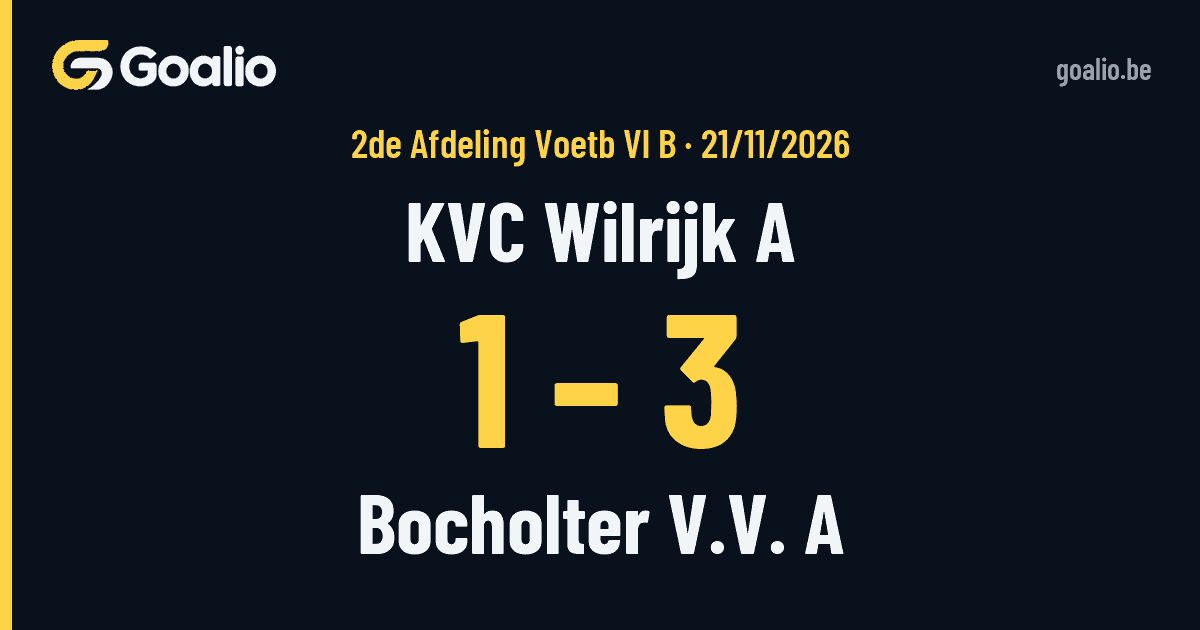 Goalio
goalio.be
2de Afdeling Voetb Vl B · 21/11/2026
KVC Wilrijk A
1 – 3
Bocholter V.V. A